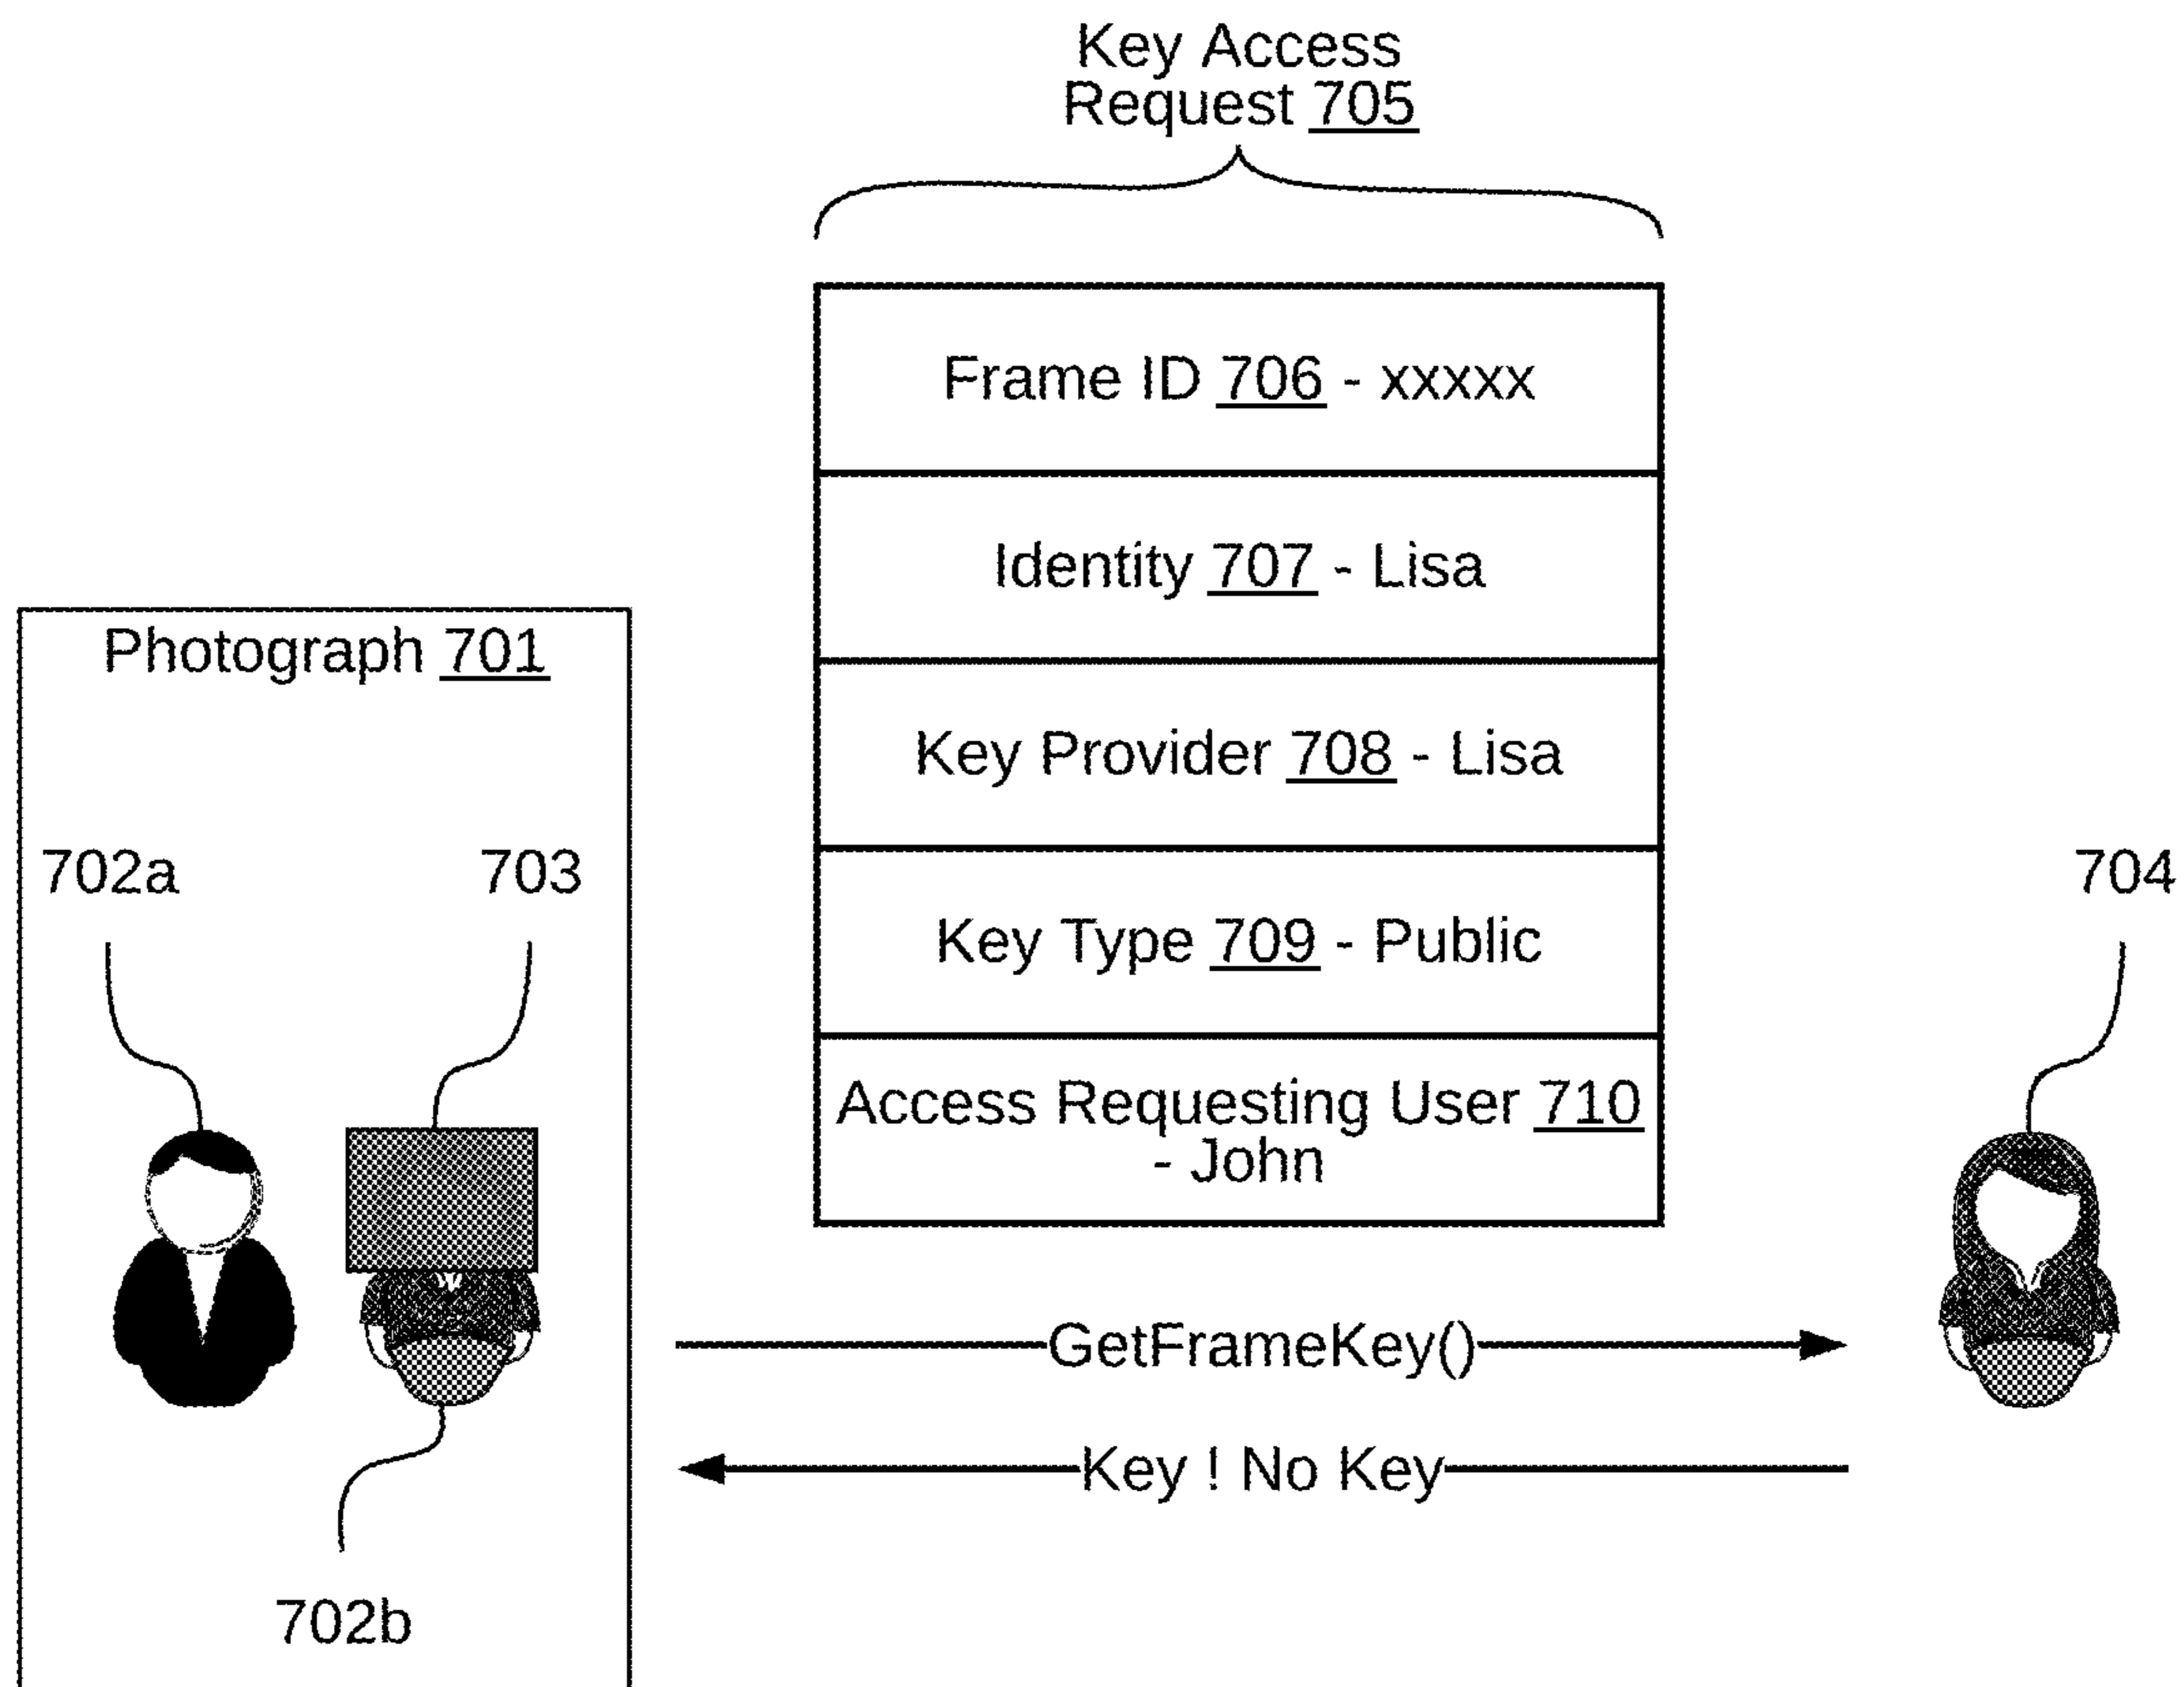 Key Access
Request 705
Frame ID 706 - xxxxx
Identity 707 - Lisa
Photograph 701
Key Provider 708 - Lisa
702a
703
Key Type 709 - Public
704
Access Requesting User 710
- John
GetFrameKey()
Key ! No Key
702b